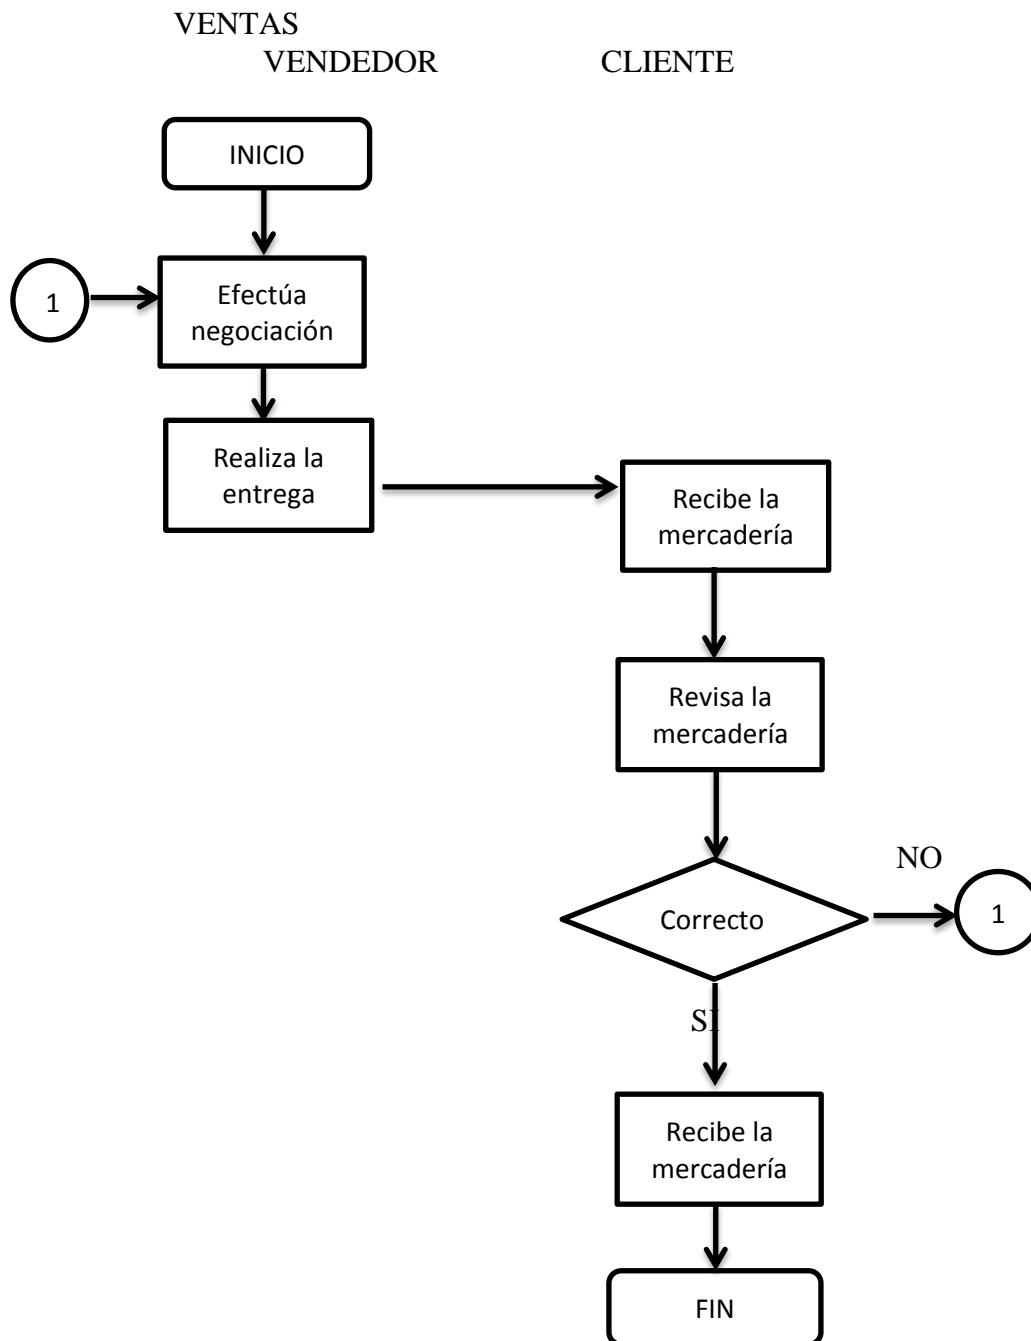 VENTAS
VENDEDOR CLIENTE
INICIO
1
Efectúa
negociación
Realiza la
entrega
Recibe la
mercadería
Revisa la
mercadería
NO
Correcto
1
SI
Recibe la
mercadería
FIN